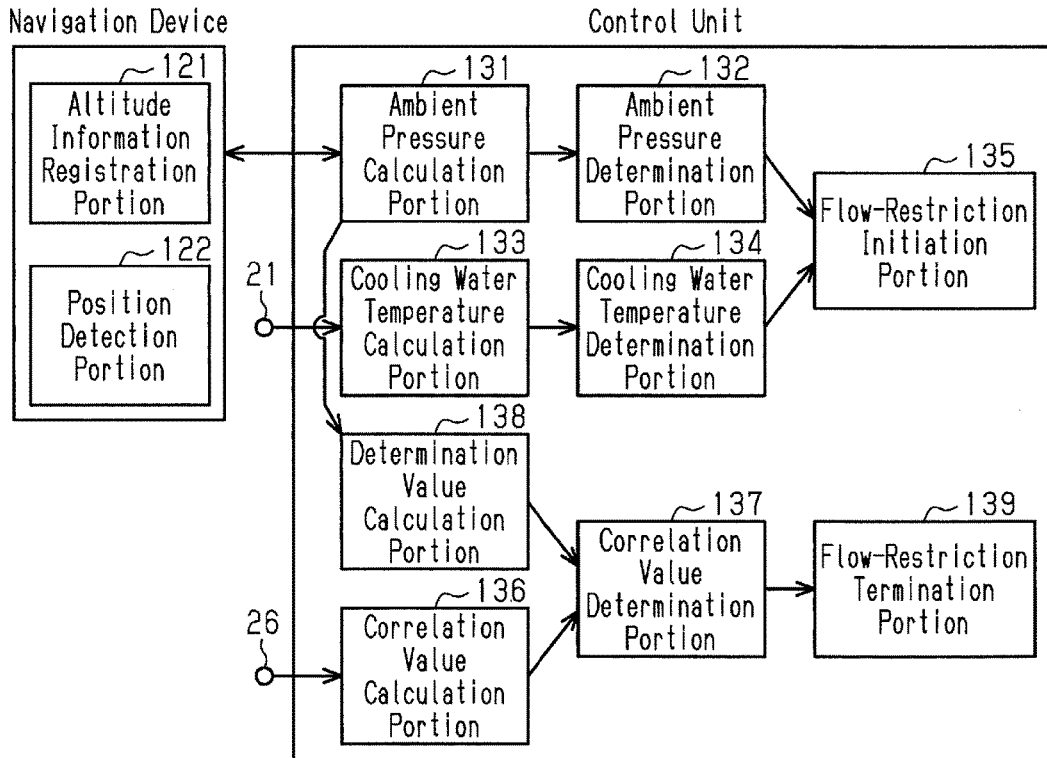 Navigation Device
121
Altitude
Information
Registration
Portion
122
Position
Detection
Portion
Control Unit
131
Ambient
Pressure
Calculation
Portion
132
Ambient
Pressure
Determination
Portion
135
Flow-Restriction
Initiation
Portion
21
133
Cooling Water
Temperature
Calculation
Portion
134
Cooling Water
Temperature
Determination
Portion
138
Determination
Value
Calculation
Portion
137
Correlation
Value
Determination
Portion
139
Flow-Restriction
Termination
Portion
26
136
Correlation
Value
Calculation
Portion